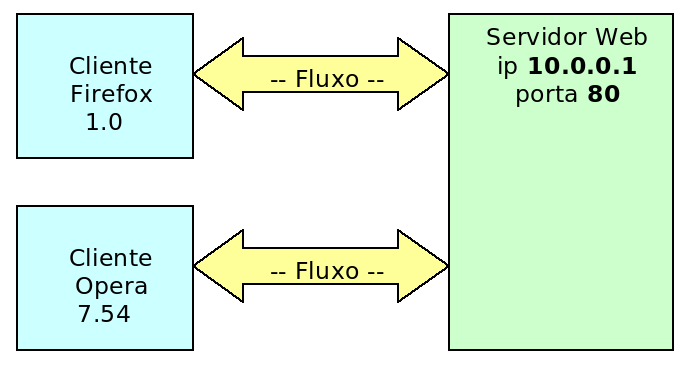 Cliente
Firefox
1.0
-- Fluxo --
Servidor Web
ip 10.0.0.1
porta 80
Cliente
Opera
7.54
-- Fluxo --